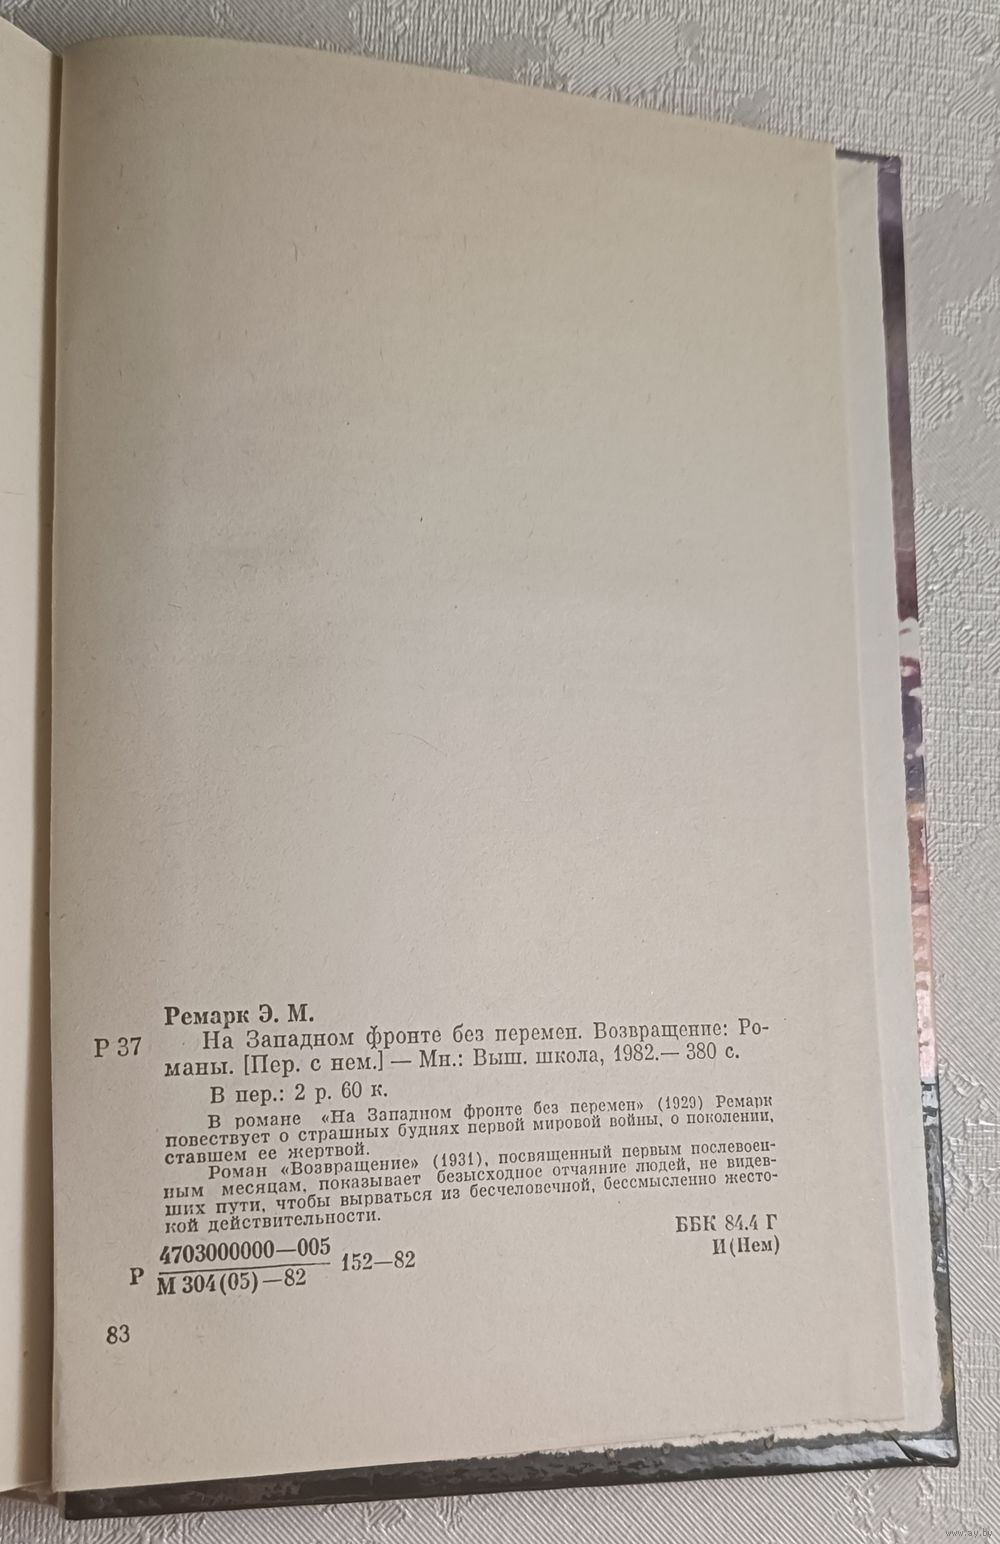 Ремарк Э. М.
Р 37
На Западном фронте без перемен. Возвращение: Ро-
маны. [Пер. с нем.] — Мн.: Выш. школа, 1982.— 380 с.
В пер.: 2 р. 60 к.
В романе «На Западном фронте без перемен» (1929) Ремарк
повествует о страшных буднях первой мировой войны, о поколении,
ставшем ее жертвой.
Роман «Возвращение» (1931), посвященный первым послевоен-
ным месяцам, показывает безысходное отчаяние людей, не видев-
ших пути, чтобы вырваться из бесчеловечной, бессмысленно жесто-
кой действительности.
Р 4703000000—005
М 304(05)—82
152—82
ББК 84.4 Г
И(Нем)
83
www.ay.by